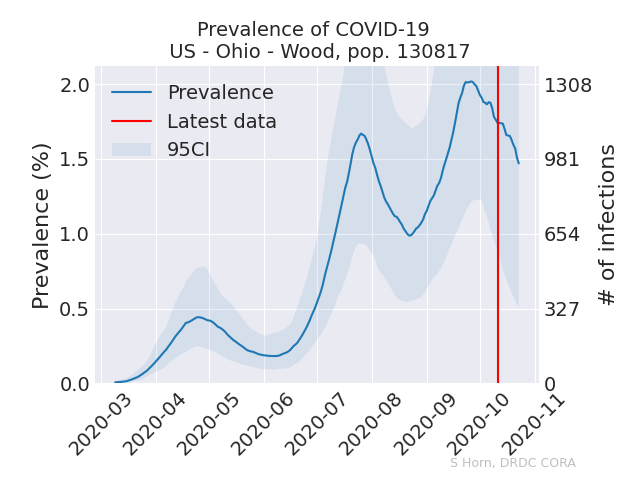 Prevalence of COVID-19
US - Ohio - Wood, pop. 130817
Prevalence
Latest data
95CI
Prevalence (%)
2.0
1.5
1.0
0.5
0.0
1308
981
654
327
0
# of infections
2020-03
2020-04
2020-05
2020-06
2020-07
2020-08
2020-09
2020-10
2020-11
S Horn, DRDC CORA